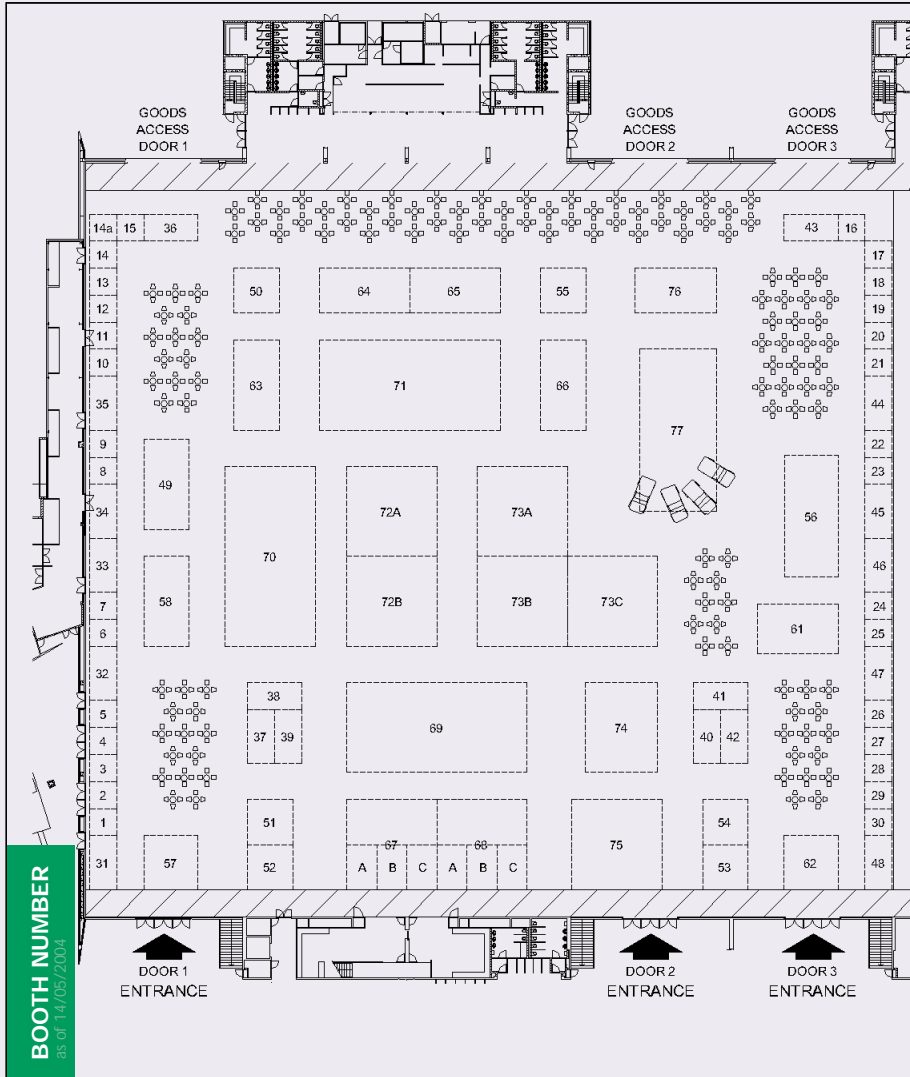 GOODS
ACCESS
DOOR 1
GOODS
ACCESS
DOOR 2
GOODS
ACCESS
DOOR 3
14a 15 36 43 16
14 17
13 50 64 65 55 76 18
12 19
11 20
10 63 71 66 21
35 77 44
9 22
8 49 72A 73A 23
34 56 45
33 70 46
7 58 72B 73B 73C 24
6 61 25
32 47
38 41
5 26
4 37 39 69 74 40 42 27
3 28
2 29
1 51 54 30
67 68 75
31 57 52 A B C A B C 53 62 48
DOOR 1
ENTRANCE
DOOR 2
ENTRANCE
DOOR 3
ENTRANCE
BOOTH NUMBER
as of 14/05/2004